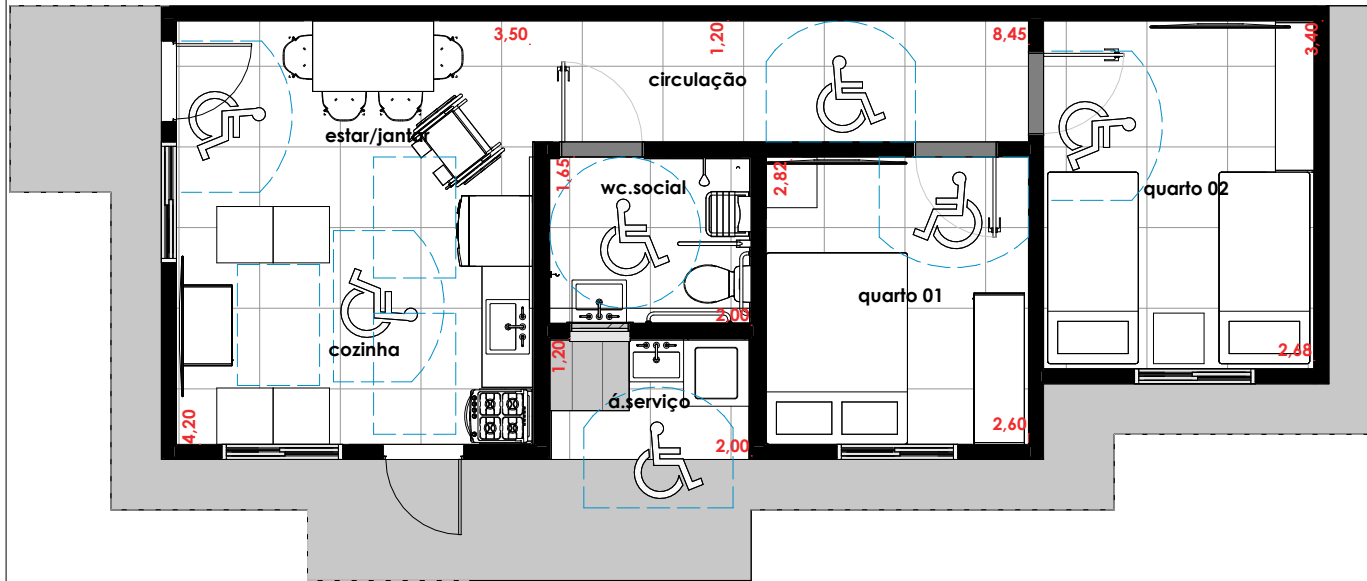 3,50
1,20
8,45
3,40
circulação
estar/jantar
1,65
wc.social
2,82
quarto 02
quarto 01
2,00
cozinha
1,20
2,68
á.serviço
4,20
2,00
2,60